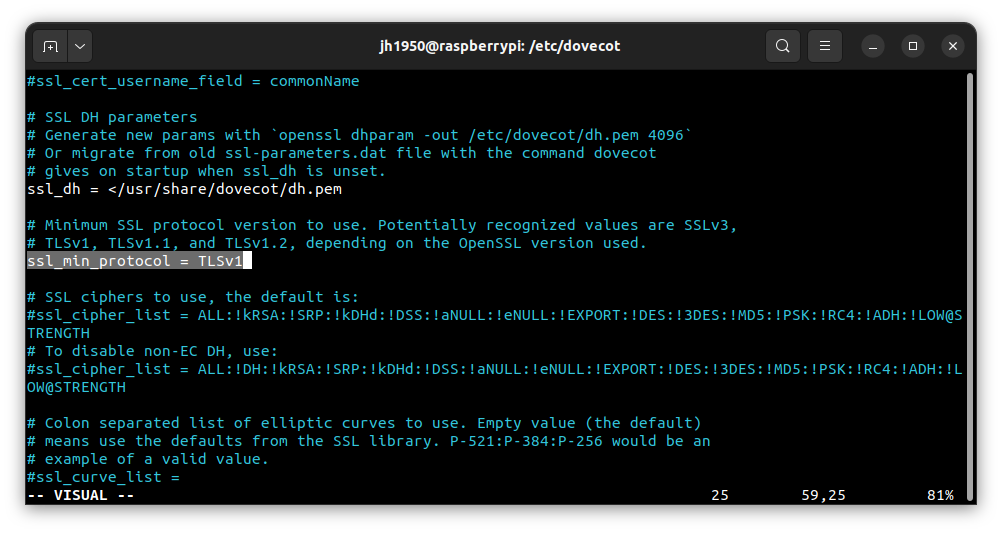 jh1950@raspberrypi: /etc/dovecot
#ssl_cert_username_field = commonName
# SSL DH parameters
# Generate new params with `openssl dhparam -out /etc/dovecot/dh.pem 4096`
# Or migrate from old ssl-parameters.dat file with the command dovecot
# gives on startup when ssl_dh is unset.
ssl_dh = </usr/share/dovecot/dh.pem
# Minimum SSL protocol version to use. Potentially recognized values are SSLv3,
# TLSv1, TLSv1.1, and TLSv1.2, depending on the OpenSSL version used.
ssl_min_protocol = TLSv1
# SSL ciphers to use, the default is:
#ssl_cipher_list = ALL:!kRSA:!SRP:!kDHd:!DSS:!aNULL:!eNULL:!EXPORT:!DES:!3DES:!MD5:!PSK:!RC4:!ADH:!LOW@S
TRENGTH
# To disable non-EC DH, use:
#ssl_cipher_list = ALL:!DH:!kRSA:!SRP:!kDHd:!DSS:!aNULL:!eNULL:!EXPORT:!DES:!3DES:!MD5:!PSK:!RC4:!ADH:!L
OW@STRENGTH
# Colon separated list of elliptic curves to use. Empty value (the default)
# means use the defaults from the SSL library. P-521:P-384:P-256 would be an
# example of a valid value.
#ssl_curve_list =
-- VISUAL -- 25 59,25 81%